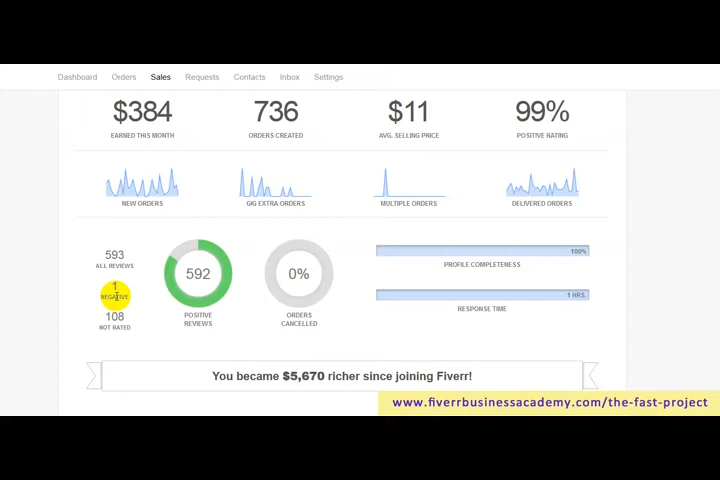 Dashboard Orders Sales Requests Contacts Inbox Settings
$384 736 $11 99%
EARNED THIS MONTH ORDERS CREATED AVG. SELLING PRICE POSITIVE RATING
NEW ORDERS GIG EXTRA ORDERS MULTIPLE ORDERS DELIVERED ORDERS
593
ALL REVIEWS
1
NEGATIVE
108
NOT RATED
592
POSITIVE
REVIEWS
0%
ORDERS
CANCELLED
100%
PROFILE COMPLETENESS
1 HRS.
RESPONSE TIME
You became $5,670 richer since joining Fiverr!
www.fiverrbusinessacademy.com/the-fast-project